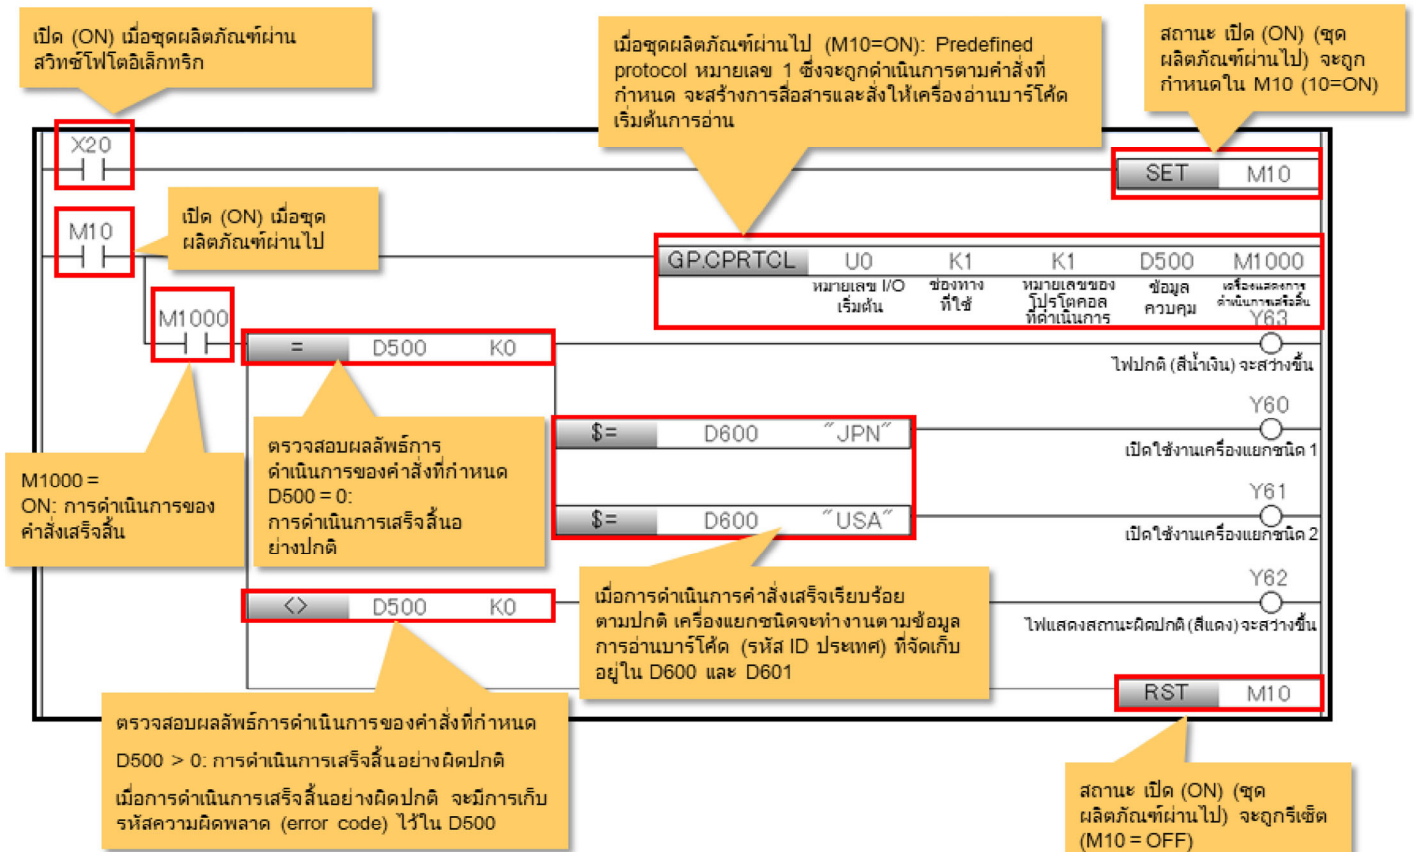 เปิด (ON) เมื่อชุดผลิตภัณฑ์ผ่าน
สวิทซ์โฟโตอิเล็กทริก
เมื่อชุดผลิตภัณฑ์ผ่านไป (M10=ON): Predefined
protocol หมายเลข 1 ซึ่งจะถูกดำเนินการตามคำสั่งที่
กำหนด จะสร้างการสื่อสารและสั่งให้เครื่องอ่านบาร์โค้ด
เริ่มต้นการอ่าน
สถานะ เปิด (ON) (ชุด
ผลิตภัณฑ์ผ่านไป) จะถูก
กำหนดใน M10 (10=ON)
X20
SET M10
M10
เปิด (ON) เมื่อชุด
ผลิตภัณฑ์ผ่านไป
GP.CPRTCL U0 K1 K1 D500 M1000
หมายเลข I/O
เริ่มต้น
ช่องทาง
ที่ใช้
หมายเลขของ
โปรโตคอล
ที่ดำเนินการ
ข้อมูล
ควบคุม
เครื่องแสดงการ
ดำเนินการเสร็จสิ้น
M1000
= D500 K0
Y63
ไฟปกติ (สีน้ำเงิน) จะสว่างขึ้น
$= D600 "JPN"
Y60
เปิดใช้งานเครื่องแยกชนิด 1
M1000 =
ON: การดำเนินการของ
คำสั่งเสร็จสิ้น
ตรวจสอบผลลัพธ์การ
ดำเนินการของคำสั่งที่กำหนด
D500 = 0:
การดำเนินการเสร็จสิ้นอ
ย่างปกติ
$= D600 "USA"
Y61
เปิดใช้งานเครื่องแยกชนิด 2
<> D500 K0
เมื่อการดำเนินการคำสั่งเสร็จเรียบร้อย
ตามปกติ เครื่องแยกชนิดจะทำงานตามข้อมูล
การอ่านบาร์โค้ด (รหัส ID ประเทศ) ที่จัดเก็บ
อยู่ใน D600 และ D601
Y62
ไฟแสดงสถานะผิดปกติ (สีแดง) จะสว่างขึ้น
RST M10
ตรวจสอบผลลัพธ์การดำเนินการของคำสั่งที่กำหนด
D500 > 0: การดำเนินการเสร็จสิ้นอย่างผิดปกติ
เมื่อการดำเนินการเสร็จสิ้นอย่างผิดปกติ จะมีการเก็บ
รหัสความผิดพลาด (error code) ไว้ใน D500
สถานะ เปิด (ON) (ชุด
ผลิตภัณฑ์ผ่านไป) จะถูกรีเซ็ต
(M10 = OFF)